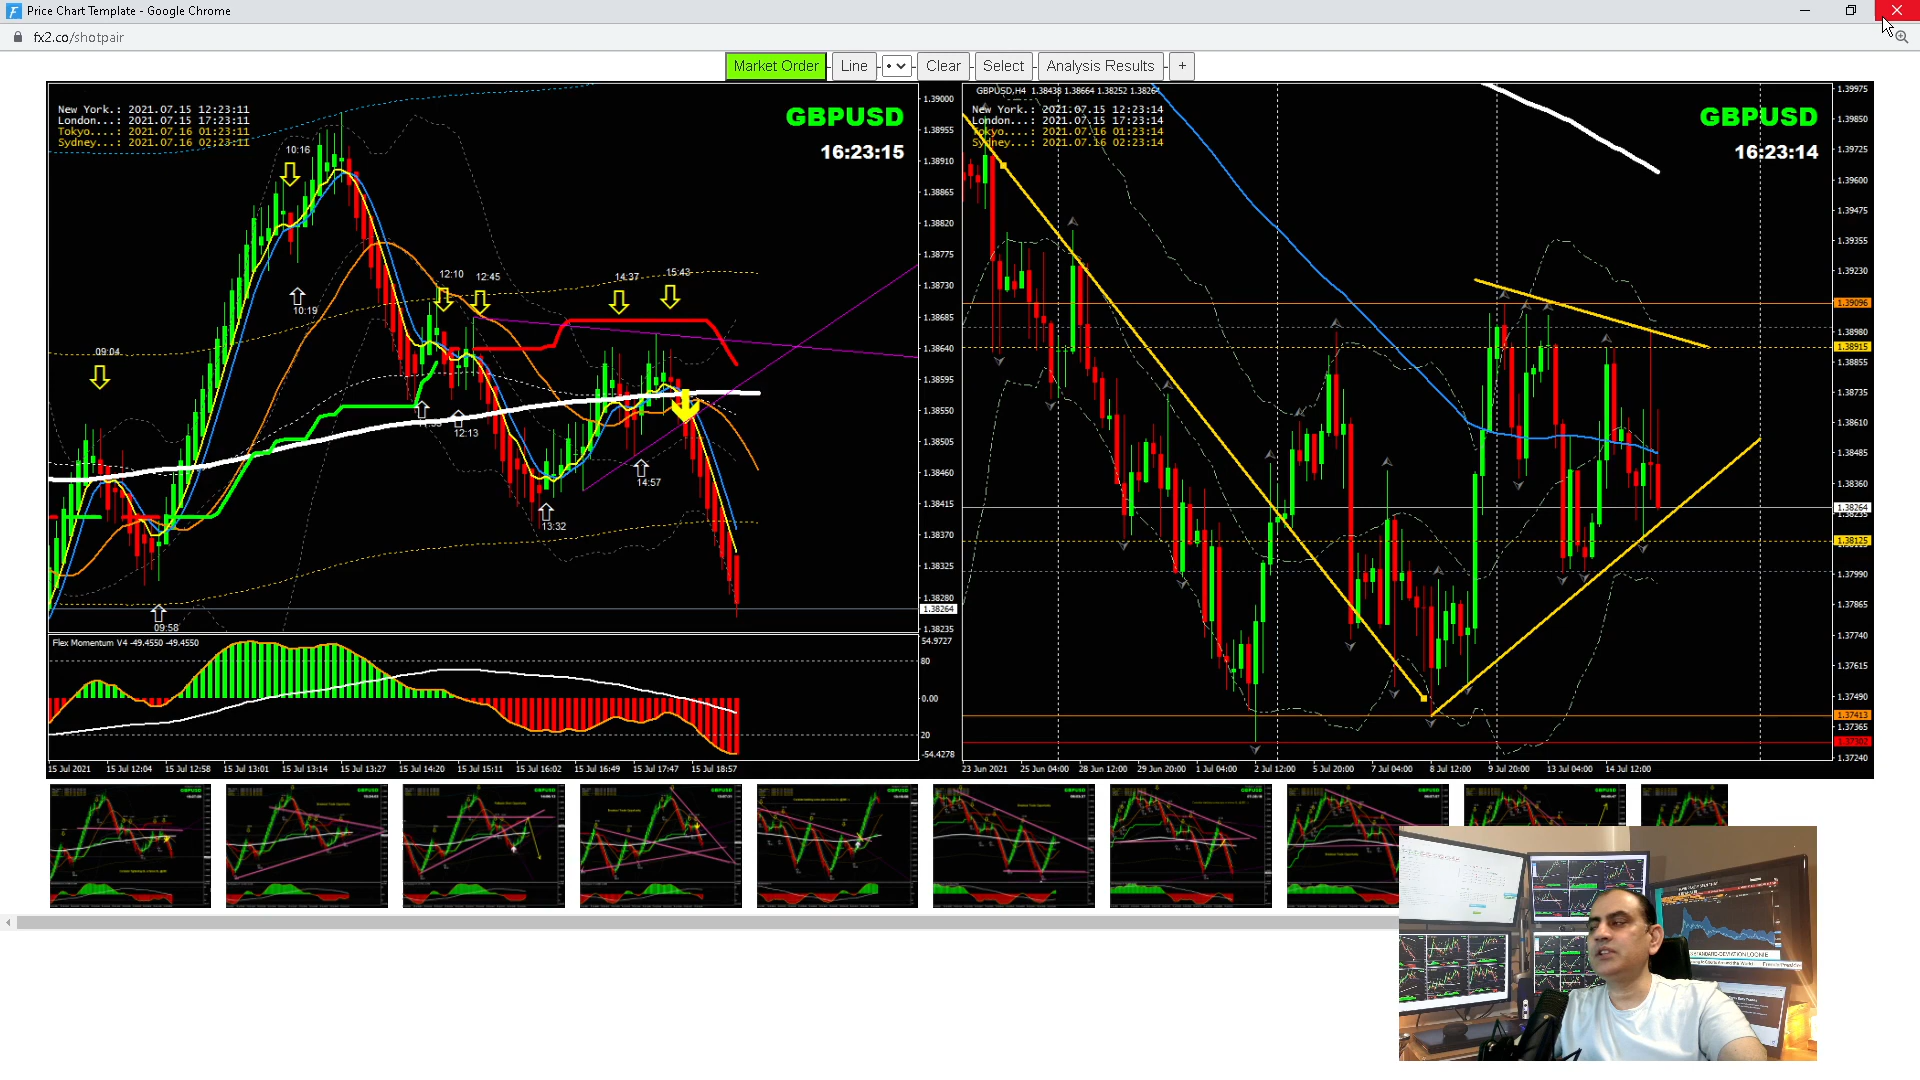 Price Chart Template - Google Chrome
fx2.co/shotpair
Market Order - Line - • - Clear - Select - Analysis Results - +
New York.: 2021.07.15 12:23:11
London...: 2021.07.15 17:23:11
Tokyo....: 2021.07.16 01:23:11
Sydney...: 2021.07.16 02:23:11
GBPUSD
16:23:15
10:16
10:19
09:04
12:10
12:45
14:37
15:43
12:13
14:57
13:32
09:58
1.39000
1.38955
1.38910
1.38865
1.38820
1.38775
1.38730
1.38685
1.38640
1.38595
1.38550
1.38505
1.38460
1.38415
1.38370
1.38325
1.38280
1.38264
1.38235
Flex Momentum V4 -49.4550 -49.4550
54.9727
80
0.00
20
-54.4278
15 Jul 2021
15 Jul 12:04
15 Jul 12:58
15 Jul 13:01
15 Jul 13:14
15 Jul 13:27
15 Jul 14:20
15 Jul 15:11
15 Jul 16:02
15 Jul 16:49
15 Jul 17:47
15 Jul 18:57
GBPUSD,H4 1.38438 1.38664 1.38252 1.38264
New York.: 2021.07.15 12:23:14
London...: 2021.07.15 17:23:14
Tokyo....: 2021.07.16 01:23:14
Sydney...: 2021.07.16 02:23:14
GBPUSD
16:23:14
1.39975
1.39850
1.39725
1.39600
1.39475
1.39355
1.39230
1.39096
1.38980
1.38915
1.38855
1.38735
1.38610
1.38485
1.38360
1.38264
1.38235
1.38125
1.37990
1.37865
1.37740
1.37615
1.37490
1.37413
1.37365
1.37240
23 Jun 2021
25 Jun 04:00
28 Jun 12:00
29 Jun 20:00
1 Jul 04:00
2 Jul 12:00
5 Jul 20:00
7 Jul 04:00
8 Jul 12:00
9 Jul 20:00
13 Jul 04:00
14 Jul 12:00